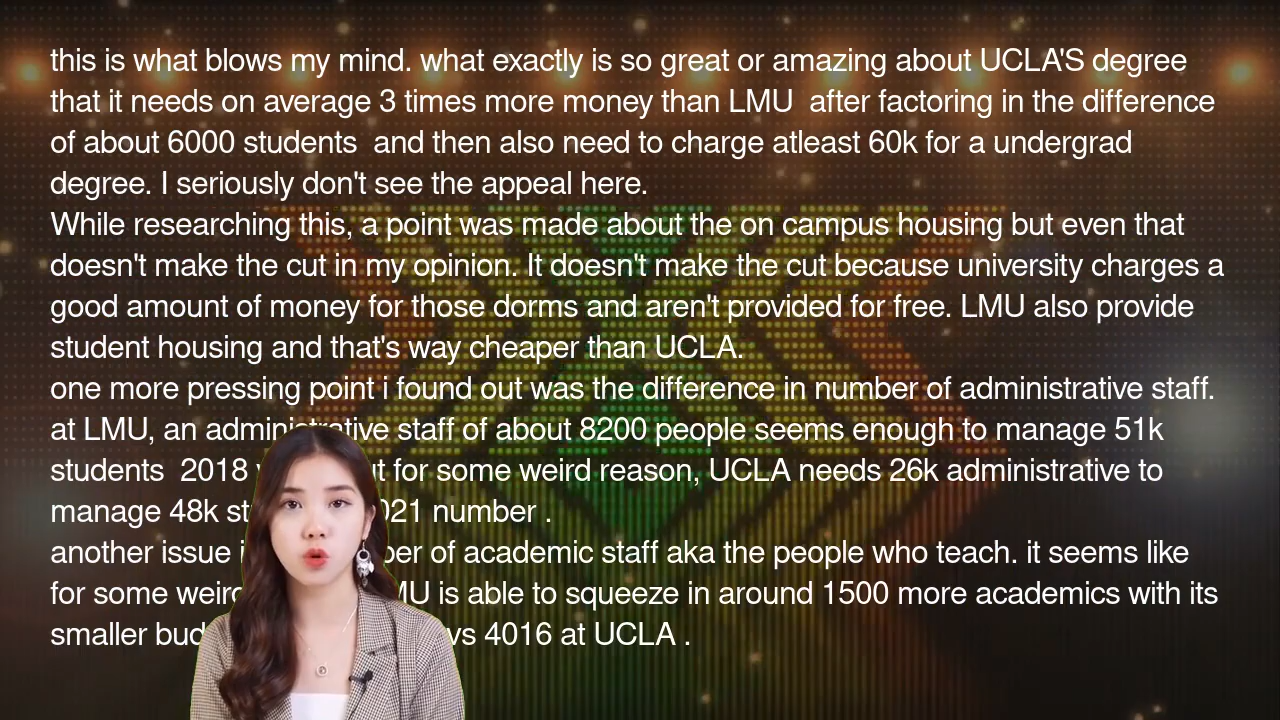 this is what blows my mind. what exactly is so great or amazing about UCLA'S degree
that it needs on average 3 times more money than LMU after factoring in the difference
of about 6000 students and then also need to charge atleast 60k for a undergrad
degree. I seriously don't see the appeal here.
While researching this, a point was made about the on campus housing but even that
doesn't make the cut in my opinion. It doesn't make the cut because university charges a
good amount of money for those dorms and aren't provided for free. LMU also provide
student housing and that's way cheaper than UCLA.
one more pressing point i found out was the difference in number of administrative staff.
at LMU, an administrative staff of about 8200 people seems enough to manage 51k
students 2018 for some weird reason, UCLA needs 26k administrative to
manage 48k number .
another issue of academic staff aka the people who teach. it seems like
for some is able to squeeze in around 1500 more academics with its
smaller vs 4016 at UCLA .